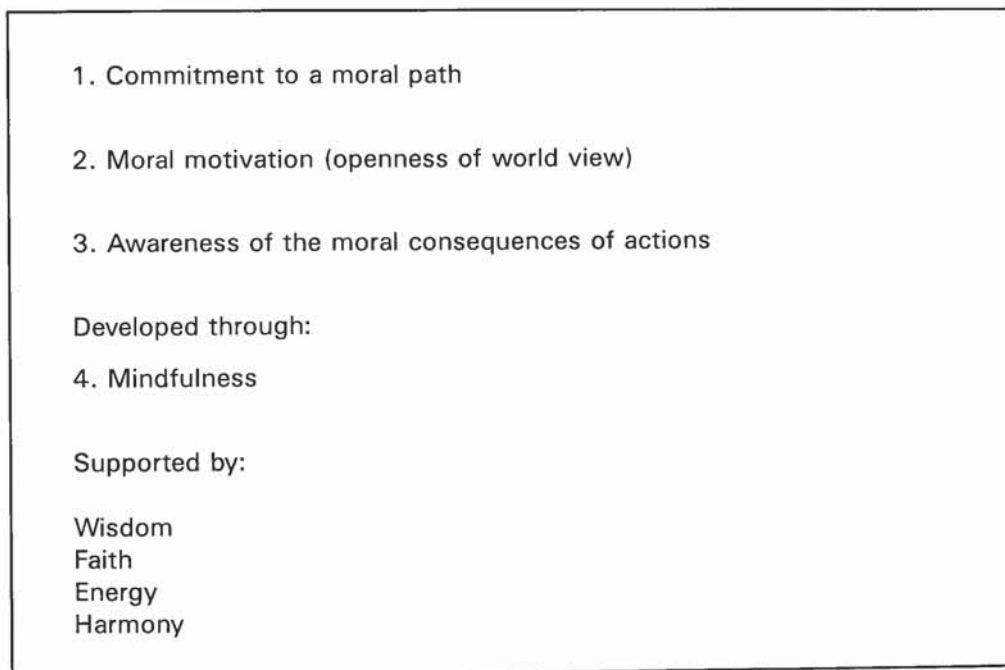 1. Commitment to a moral path
2. Moral motivation (openness of world view)
3. Awareness of the moral consequences of actions
Developed through:
4. Mindfulness
Supported by:
Wisdom
Faith
Energy
Harmony